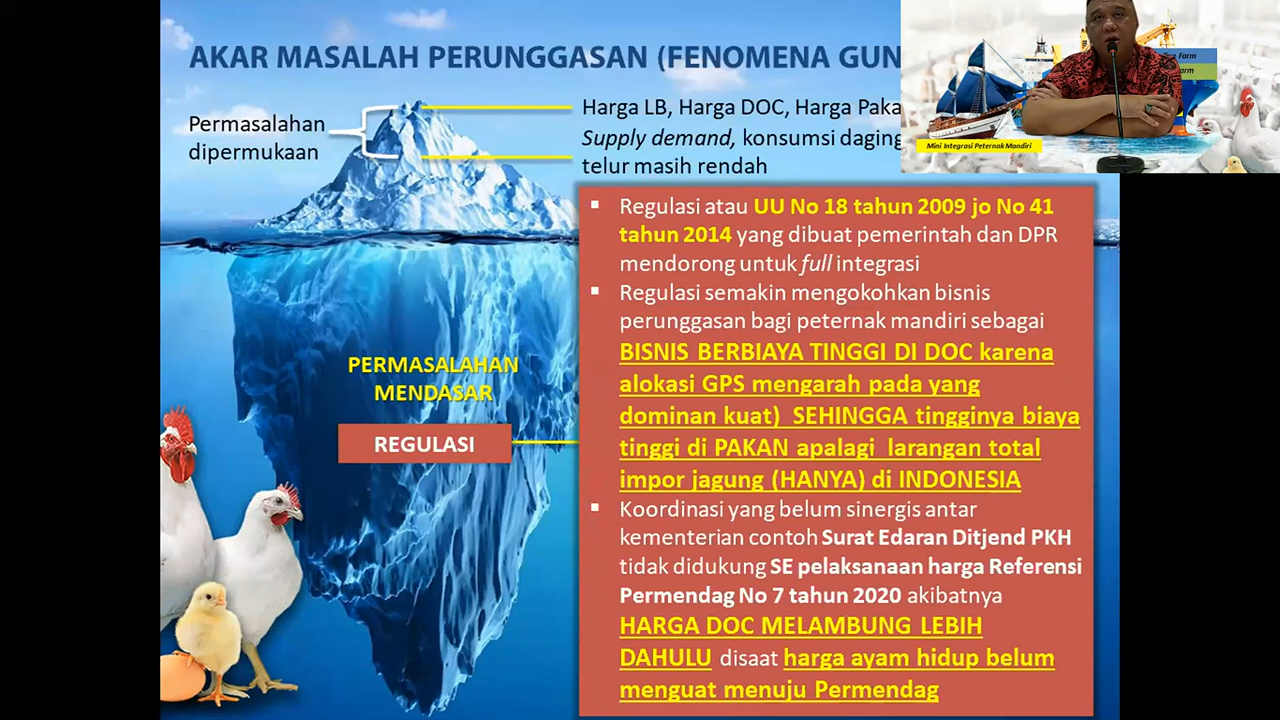 AKAR MASALAH PERUNGGASAN (FENOMENA GUN
Permasalahan
dipermukaan
Harga LB, Harga DOC, Harga Paka
Supply demand, konsumsi daging
telur masih rendah
Farm
Mini Integrasi Peternak Mandiri
▪ Regulasi atau UU No 18 tahun 2009 jo No 41
tahun 2014 yang dibuat pemerintah dan DPR
mendorong untuk full integrasi
▪ Regulasi semakin mengokohkan bisnis
perunggasan bagi peternak mandiri sebagai
BISNIS BERBIAYA TINGGI DI DOC karena
alokasi GPS mengarah pada yang
dominan kuat) SEHINGGA tingginya biaya
tinggi di PAKAN apalagi larangan total
impor jagung (HANYA) di INDONESIA
▪ Koordinasi yang belum sinergis antar
kementerian contoh Surat Edaran Ditjend PKH
tidak didukung SE pelaksanaan harga Referensi
Permendag No 7 tahun 2020 akibatnya
HARGA DOC MELAMBUNG LEBIH
DAHULU disaat harga ayam hidup belum
menguat menuju Permendag
PERMASALAHAN
MENDASAR
REGULASI